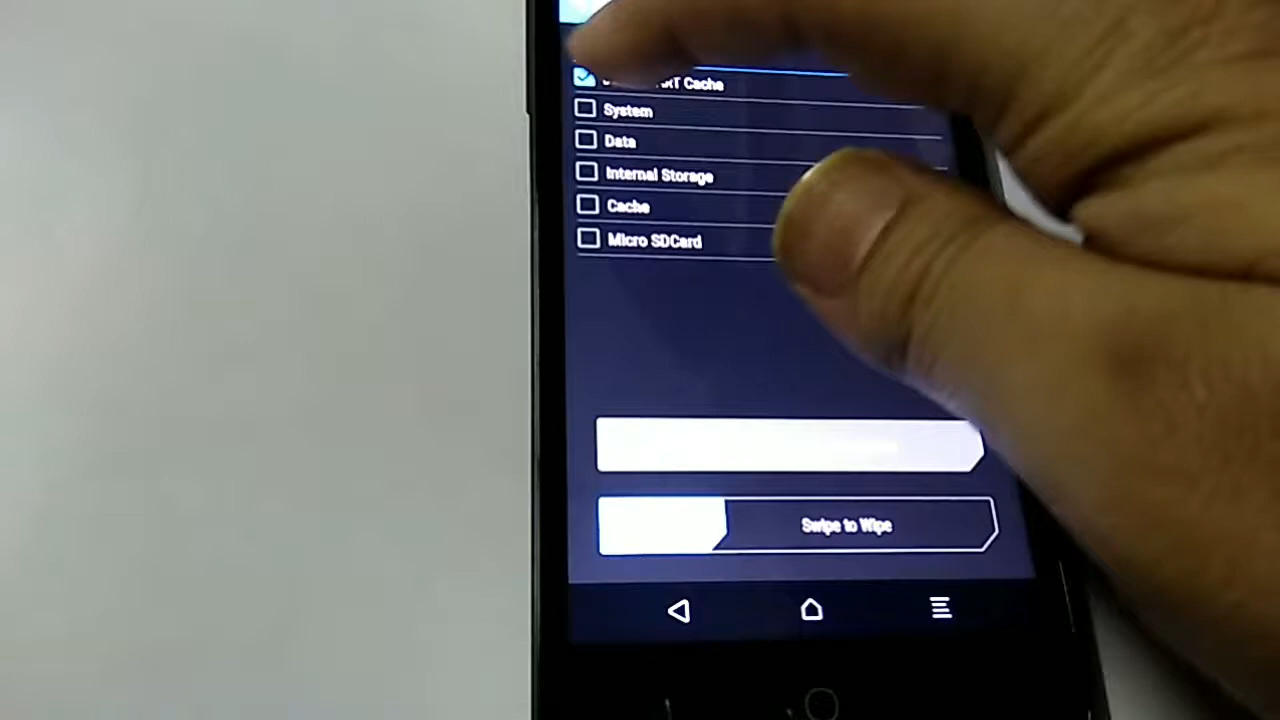 Cache
System
Data
Internal Storage
Cache
Micro SDCard
Swipe to Wipe